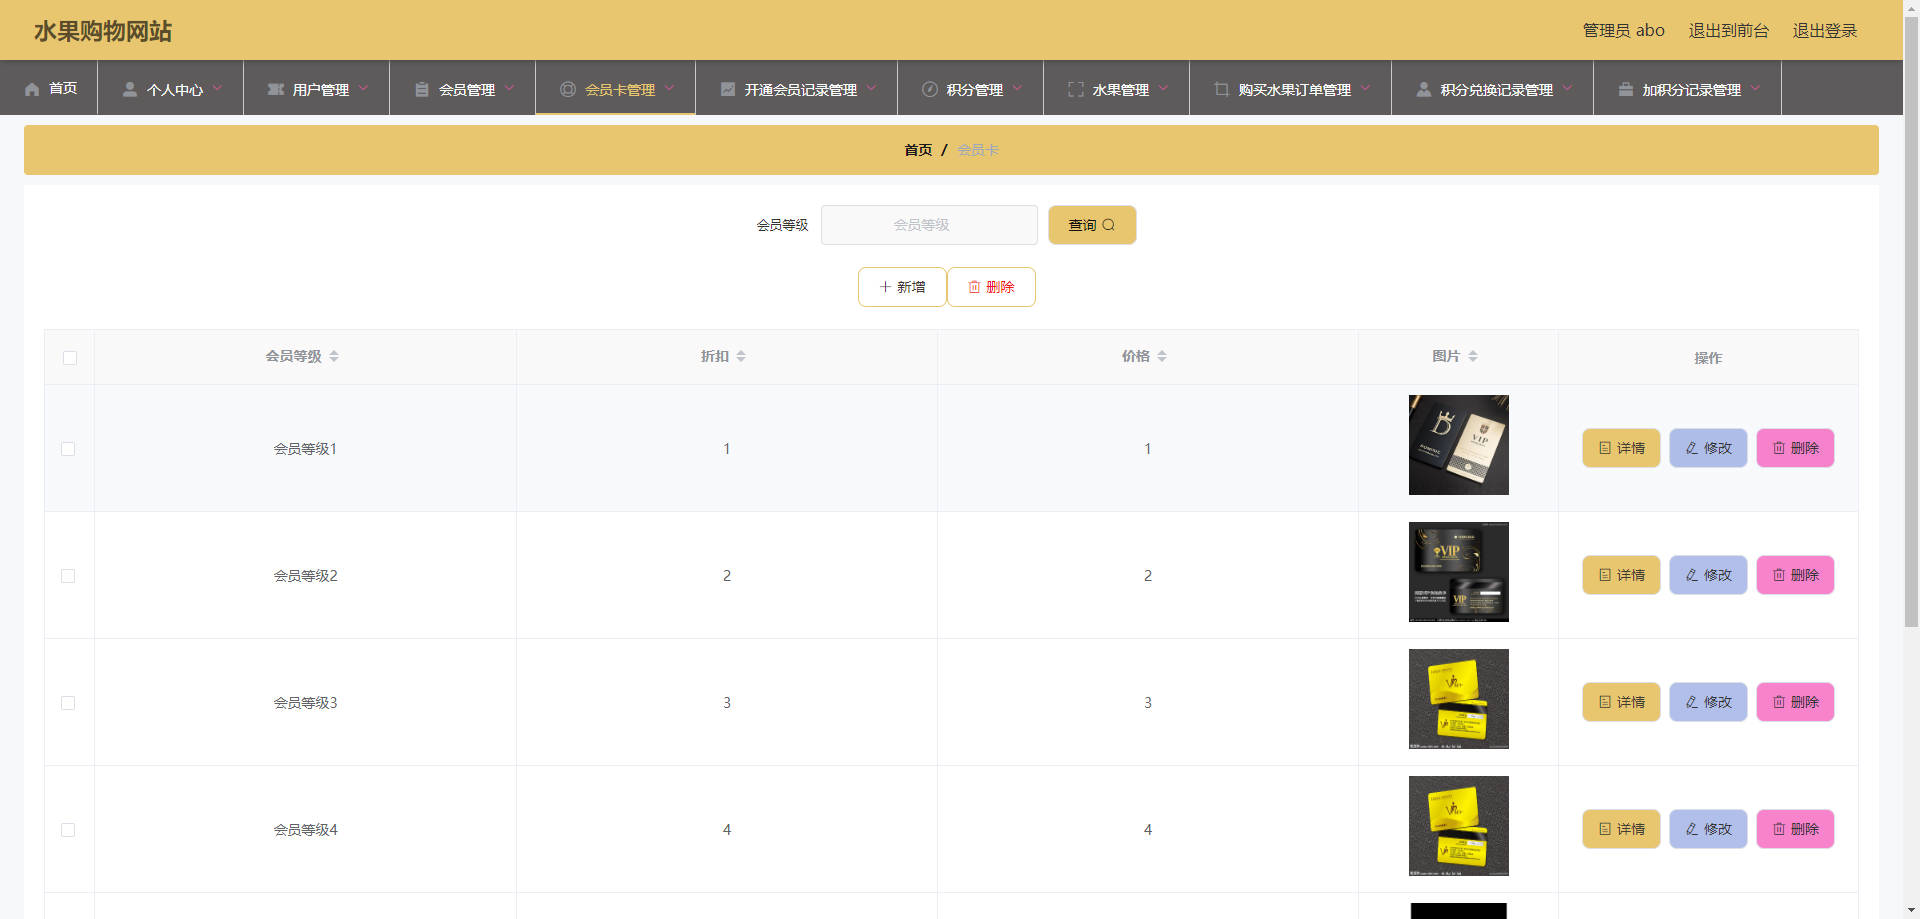 水果购物网站
管理员 abo 退出到前台 退出登录
首页 个人中心 用户管理 会员管理 会员卡管理 开通会员记录管理 积分管理 水果管理 购买水果订单管理 积分兑换记录管理 加积分记录管理
首页 / 会员卡
会员等级 会员等级 查询
新增 删除
会员等级 折扣 价格 图片 操作
会员等级1 1 1 详情 修改 删除
VIP
会员等级2 2 2 详情 修改 删除
VIP
VIP
会员等级3 3 3 详情 修改 删除
会员等级4 4 4 详情 修改 删除